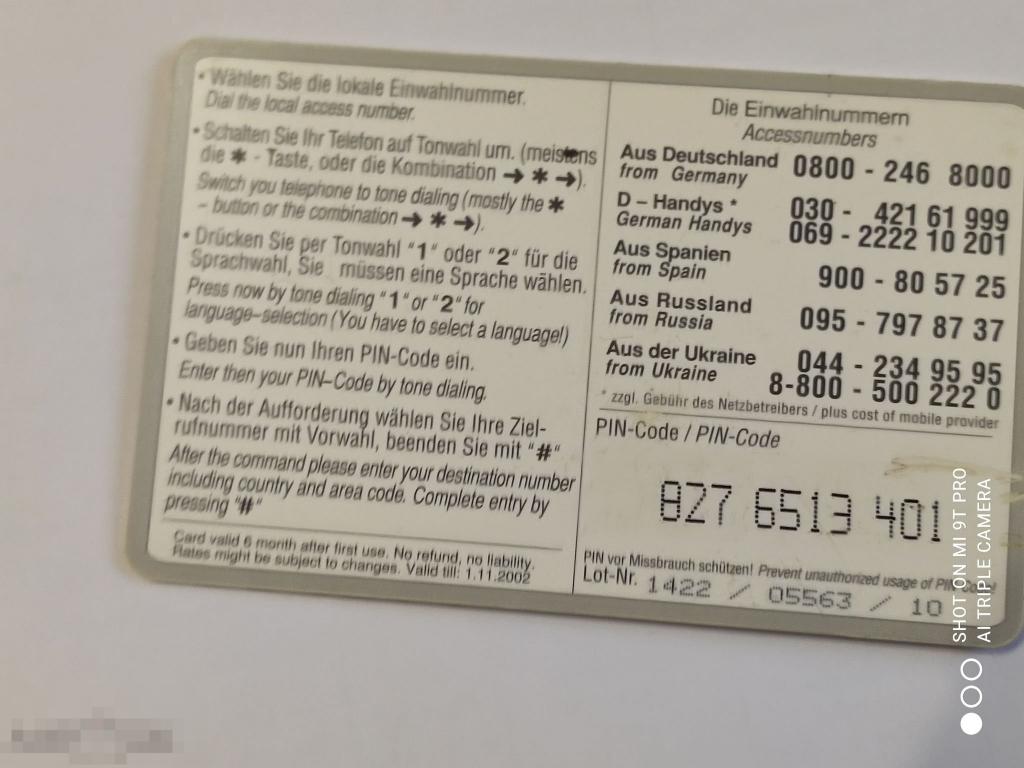 • Wählen Sie die lokale Einwahlnummer.
Dial the local access number.
• Schalten Sie Ihr Telefon auf Tonwahl um. (meistens
die ✱ - Taste, oder die Kombination ➔ ✱ ➔).
Switch you telephone to tone dialing (mostly the ✱
– button or the combination ➔ ✱ ➔).
• Drücken Sie per Tonwahl "1" oder "2" für die
Sprachwahl, Sie müssen eine Sprache wählen.
Press now by tone dialing "1" or "2" for
language–selection (You have to select a language!)
• Geben Sie nun Ihren PIN-Code ein.
Enter then your PIN–Code by tone dialing.
• Nach der Aufforderung wählen Sie Ihre Ziel-
rufnummer mit Vorwahl, beenden Sie mit "#"
After the command please enter your destination number
including country and area code. Complete entry by
pressing "#"
Card valid 6 month after first use. No refund, no liability.
Rates might be subject to changes. Valid till: 1.11.2002
Die Einwahlnummern
Accessnumbers
Aus Deutschland 0800 - 246 8000
from Germany
D – Handys * 030 - 421 61 999
German Handys 069 - 2222 10 201
Aus Spanien
from Spain 900 - 80 57 25
Aus Russland
from Russia 095 - 797 87 37
Aus der Ukraine 044 - 234 95 95
from Ukraine 8-800 - 500 222 0
* zzgl. Gebühr des Netzbetreibers / plus cost of mobile provider
PIN-Code / PIN-Code
827 6513 401
PIN vor Missbrauch schützen! Prevent unauthorized usage of PIN-Code!
Lot-Nr. 1422 / 05563 / 10
SHOT ON MI 9T PRO
AI TRIPLE CAMERA